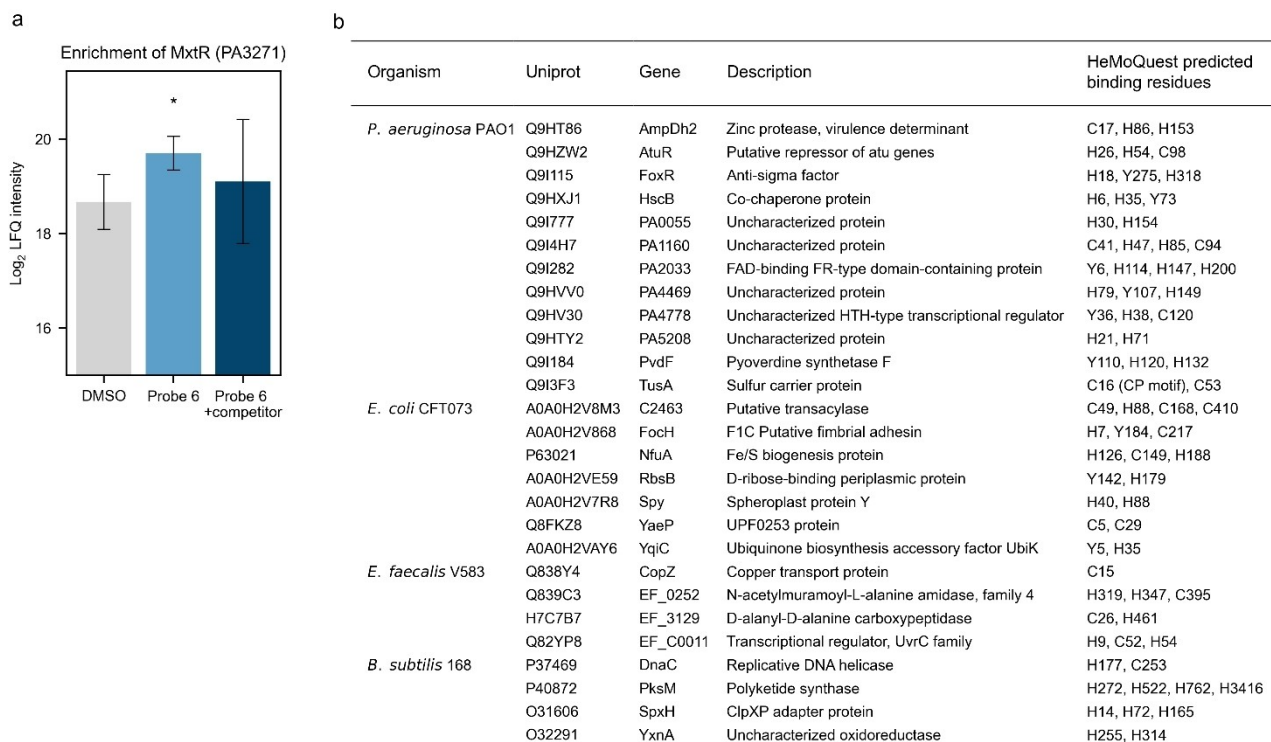 a
Enrichment of MxtR (PA3271)
Log2 LFQ intensity
20
18
16
*
DMSO
Probe 6
Probe 6
+competitor
b
Organism Uniprot Gene Description HeMoQuest predicted
binding residues
P. aeruginosa PAO1 Q9HT86 AmpDh2 Zinc protease, virulence determinant C17, H86, H153
Q9HZW2 AtuR Putative repressor of atu genes H26, H54, C98
Q9I115 FoxR Anti-sigma factor H18, Y275, H318
Q9HXJ1 HscB Co-chaperone protein H6, H35, Y73
Q9I777 PA0055 Uncharacterized protein H30, H154
Q9I4H7 PA1160 Uncharacterized protein C41, H47, H85, C94
Q9I282 PA2033 FAD-binding FR-type domain-containing protein Y6, H114, H147, H200
Q9HVV0 PA4469 Uncharacterized protein H79, Y107, H149
Q9HV30 PA4778 Uncharacterized HTH-type transcriptional regulator Y36, H38, C120
Q9HTY2 PA5208 Uncharacterized protein H21, H71
Q9I184 PvdF Pyoverdine synthetase F Y110, H120, H132
Q9I3F3 TusA Sulfur carrier protein C16 (CP motif), C53
E. coli CFT073 A0A0H2V8M3 C2463 Putative transacylase C49, H88, C168, C410
A0A0H2V868 FocH F1C Putative fimbrial adhesin H7, Y184, C217
P63021 NfuA Fe/S biogenesis protein H126, C149, H188
A0A0H2VE59 RbsB D-ribose-binding periplasmic protein Y142, H179
A0A0H2V7R8 Spy Spheroplast protein Y H40, H88
Q8FKZ8 YaeP UPF0253 protein C5, C29
A0A0H2VAY6 YqiC Ubiquinone biosynthesis accessory factor UbiK Y5, H35
E. faecalis V583 Q838Y4 CopZ Copper transport protein C15
Q839C3 EF_0252 N-acetylmuramoyl-L-alanine amidase, family 4 H319, H347, C395
H7C7B7 EF_3129 D-alanyl-D-alanine carboxypeptidase C26, H461
Q82YP8 EF_C0011 Transcriptional regulator, UvrC family H9, C52, H54
B. subtilis 168 P37469 DnaC Replicative DNA helicase H177, C253
P40872 PksM Polyketide synthase H272, H522, H762, H3416
O31606 SpxH ClpXP adapter protein H14, H72, H165
O32291 YxnA Uncharacterized oxidoreductase H255, H314